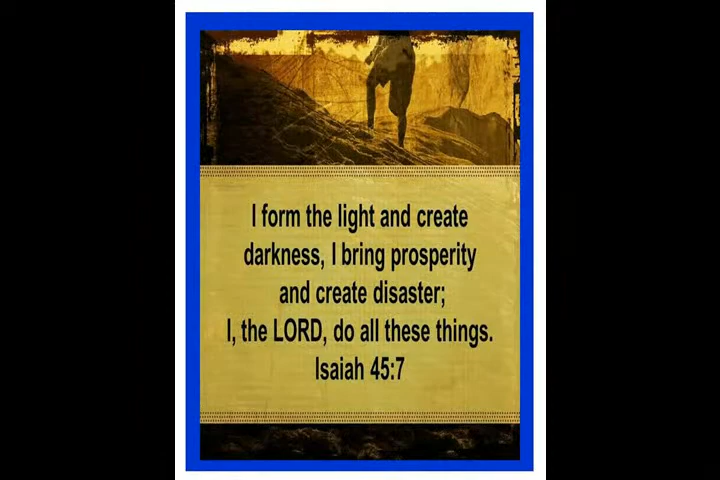 I form the light and create
darkness, I bring prosperity
and create disaster;
I, the LORD, do all these things.
Isaiah 45:7